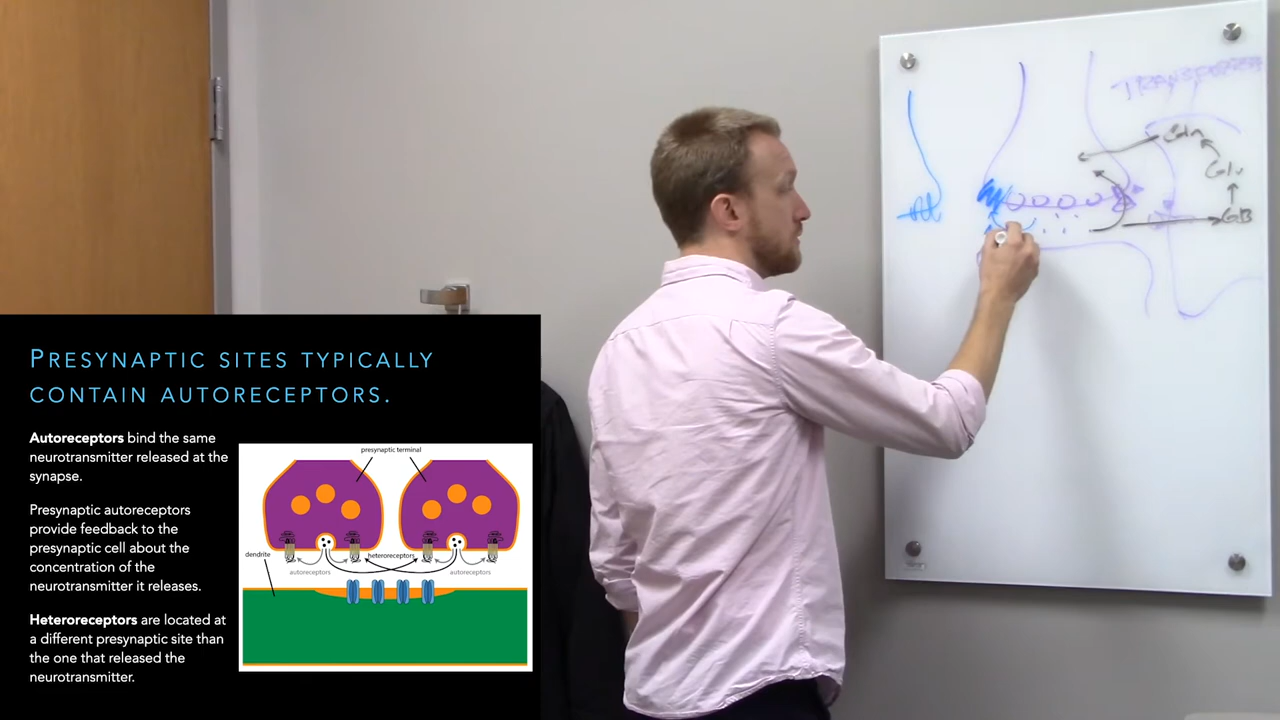 PRESYNAPTIC SITES TYPICALLY
CONTAIN AUTORECEPTORS.
Autoreceptors bind the same
neurotransmitter released at the
synapse.
Presynaptic autoreceptors
provide feedback to the
presynaptic cell about the
concentration of the
neurotransmitter it releases.
Heteroreceptors are located at
a different presynaptic site than
the one that released the
neurotransmitter.
presynaptic terminal
dendrite
heteroreceptors
autoreceptors
autoreceptors
Gln
Glu